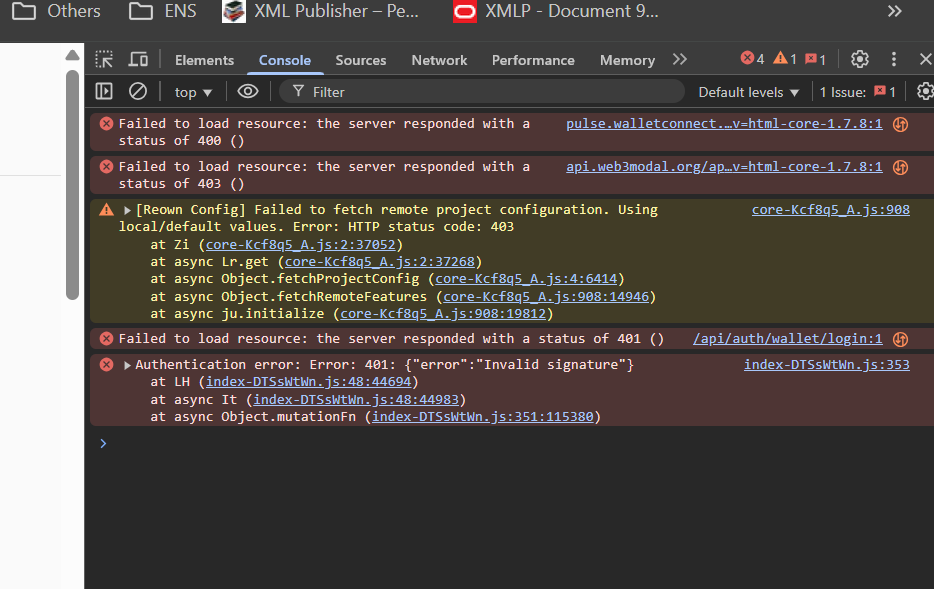 Others
ENS
XML Publisher – Pe...
XMLP - Document 9...
Elements
Console
Sources
Network
Performance
Memory
4
1
1
top
Filter
Default levels
1 Issue:
1
Failed to load resource: the server responded with a
pulse.walletconnect.…v=html-core-1.7.8:1
status of 400 ()
Failed to load resource: the server responded with a
api.web3modal.org/ap…v=html-core-1.7.8:1
status of 403 ()
[Reown Config] Failed to fetch remote project configuration. Using
core-Kcf8q5_A.js:908
local/default values. Error: HTTP status code: 403
at Zi (core-Kcf8q5_A.js:2:37052)
at async Lr.get (core-Kcf8q5_A.js:2:37268)
at async Object.fetchProjectConfig (core-Kcf8q5_A.js:4:6414)
at async Object.fetchRemoteFeatures (core-Kcf8q5_A.js:908:14946)
at async ju.initialize (core-Kcf8q5_A.js:908:19812)
Failed to load resource: the server responded with a status of 401 ()
/api/auth/wallet/login:1
Authentication error: Error: 401: {"error":"Invalid signature"}
index-DTSsWtWn.js:353
at LH (index-DTSsWtWn.js:48:44694)
at async It (index-DTSsWtWn.js:48:44983)
at async Object.mutationFn (index-DTSsWtWn.js:351:115380)